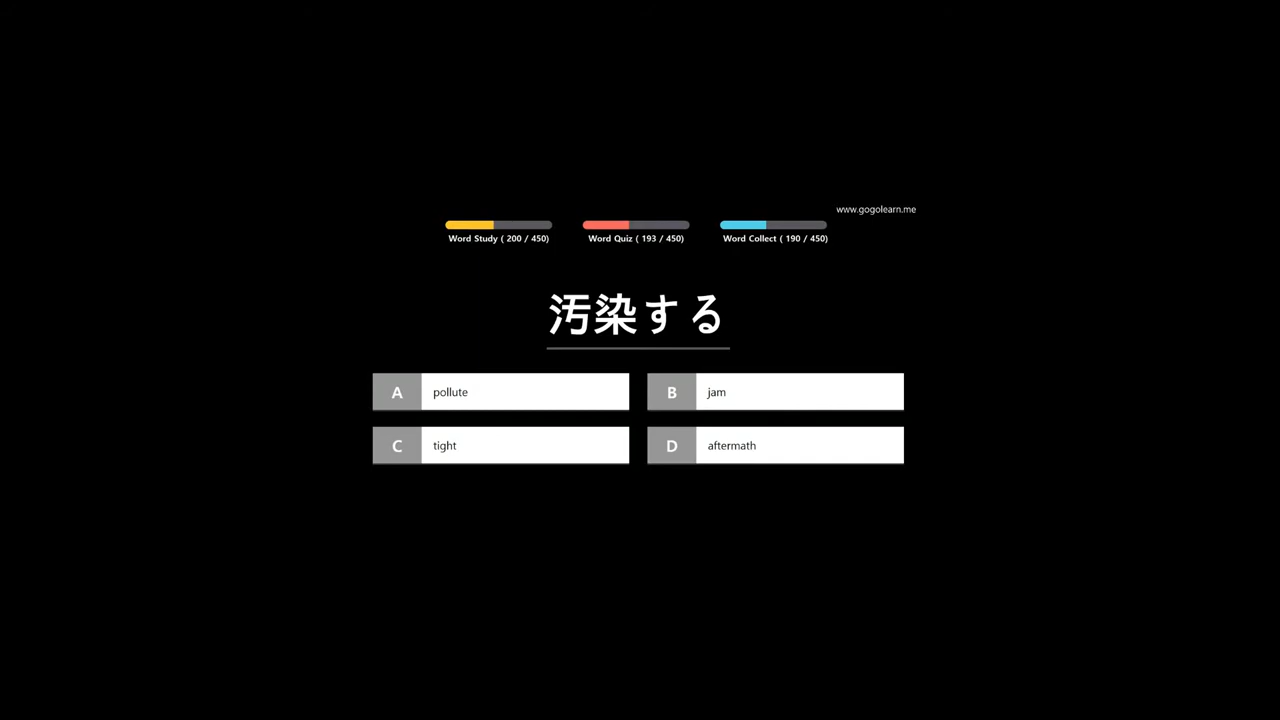 www.gogolearn.me
Word Study ( 200 / 450)
Word Quiz ( 193 / 450)
Word Collect ( 190 / 450)
汚染する
A pollute
B jam
C tight
D aftermath